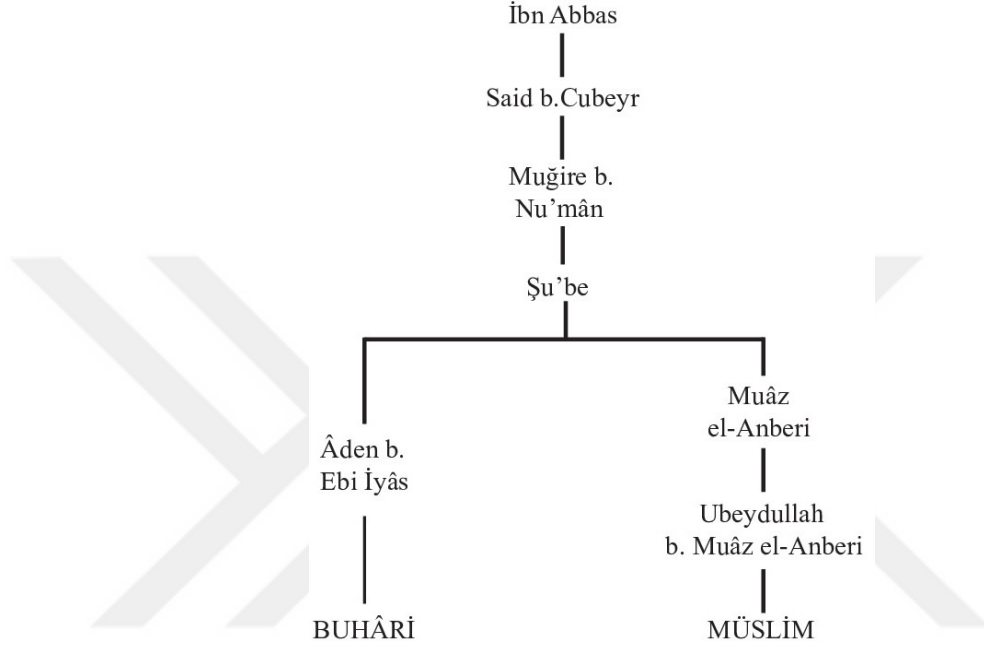 İbn Abbas
Said b.Cubeyr
Muğire b.
Nu’mân
Şu’be
Âden b.
Ebi İyâs
BUHÂRİ
Muâz
el-Anberi
Ubeydullah
b. Muâz el-Anberi
MÜSLİM